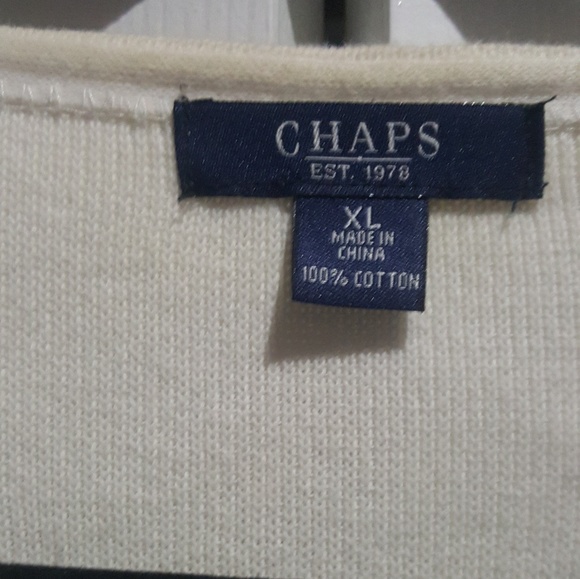 CHAPS
EST. 1978
XL
MADE IN
CHINA
100% COTTON